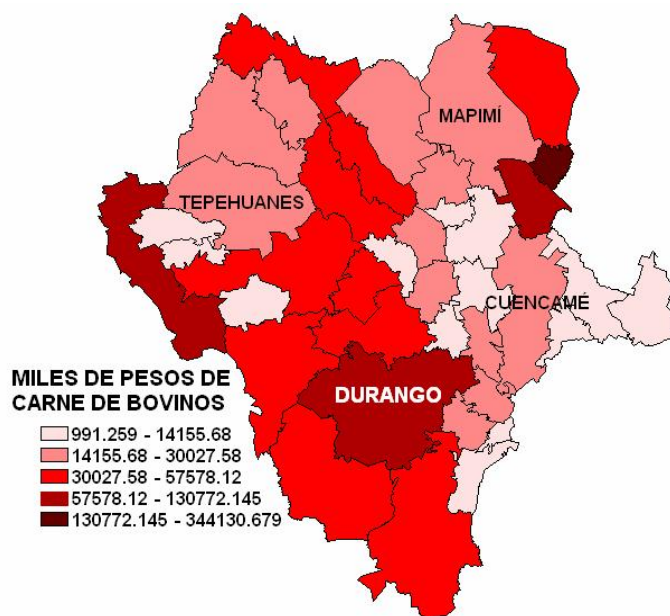 MAPIMÍ
TEPEHUANES
CUENCAMÉ
DURANGO
MILES DE PESOS DE
CARNE DE BOVINOS
991.259 - 14155.68
14155.68 - 30027.58
30027.58 - 57578.12
57578.12 - 130772.145
130772.145 - 344130.679